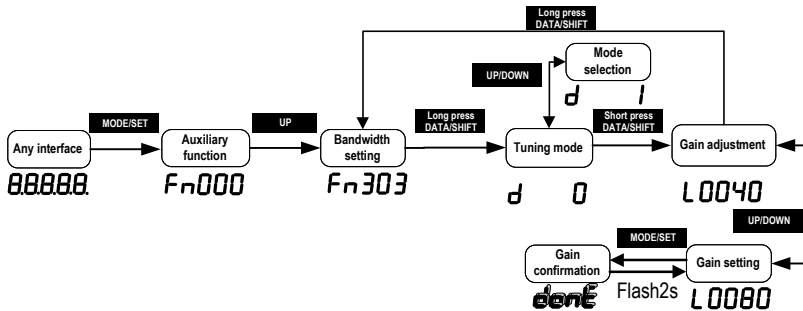 Long press
DATA/SHIFT
Mode
selection
UP/DOWN
d 1
MODE/SET
UP
Long press
DATA/SHIFT
Short press
DATA/SHIFT
Any interface
Auxiliary
function
Bandwidth
setting
Tuning mode
Gain adjustment
8.8.8.8.8.
Fn000
Fn303
d 0
L0040
UP/DOWN
MODE/SET
Gain
confirmation
Gain setting
donE
Flash2s
L0080